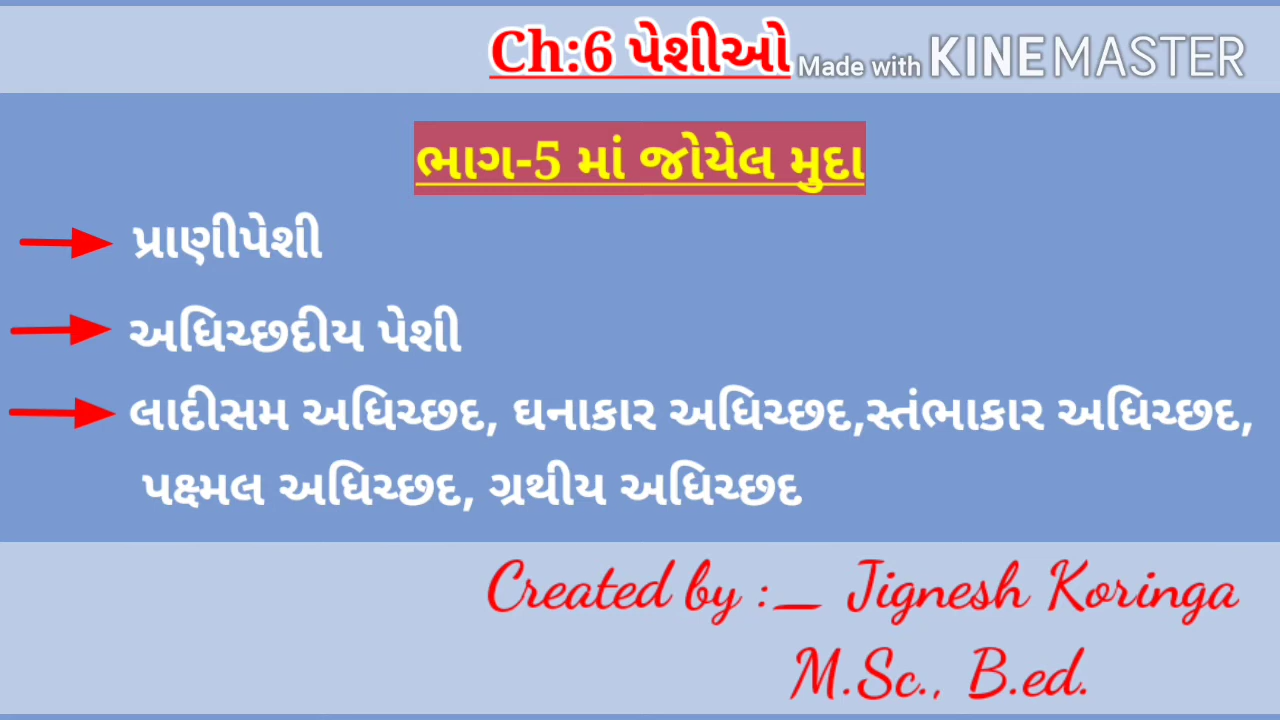 Ch:6 પેશીઓ Made with KINEMASTER
ભાગ-5 માં જોયેલ મુદા
પ્રાણીપેશી
અધિચ્છદીય પેશી
લાદીસમ અધિચ્છદ, ઘનાકાર અધિચ્છદ,સ્તંભાકાર અધિચ્છદ,
પક્ષ્મલ અધિચ્છદ, ગ્રથીય અધિચ્છદ
Created by :_ Jignesh Koringa
M.Sc., B.ed.